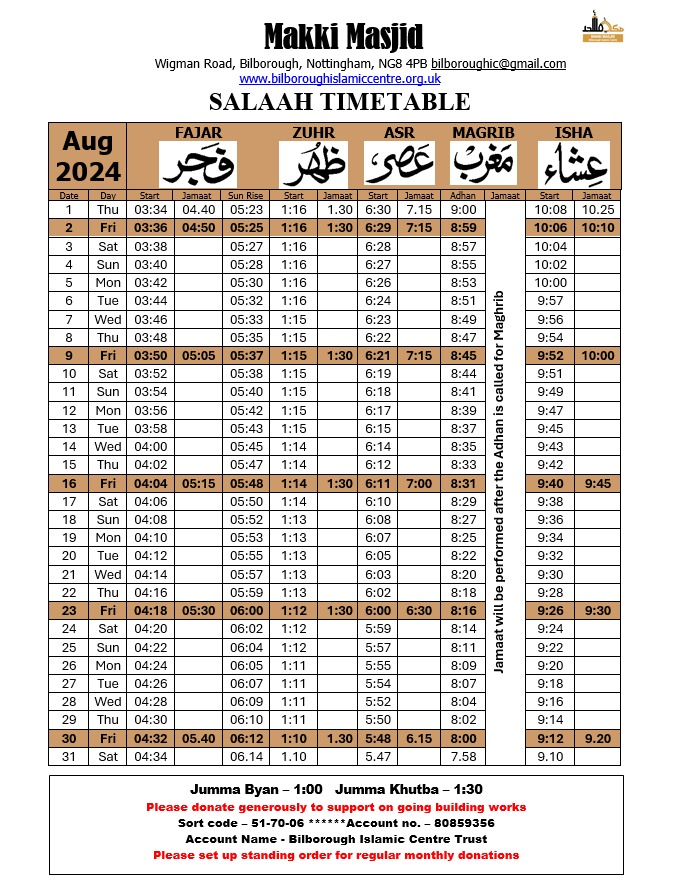 Makki Masjid
Wigman Road, Bilborough, Nottingham, NG8 4PB bilboroughic@gmail.com
www.bilboroughislamiccentre.org.uk
SALAAH TIMETABLE
Aug 2024 FAJAR ZUHR ASR MAGRIB ISHA
فَجَر ظُهُر عَصَر مَغْرِب عِشَاء
Date Day Start Jamaat Sun Rise Start Jamaat Start Jamaat Adhan Jamaat Start Jamaat
1 Thu 03:34 04.40 05:23 1:16 1.30 6:30 7.15 9:00 10:08 10.25
2 Fri 03:36 04:50 05:25 1:16 1:30 6:29 7:15 8:59 10:06 10:10
3 Sat 03:38 05:27 1:16 6:28 8:57 10:04
4 Sun 03:40 05:28 1:16 6:27 8:55 10:02
5 Mon 03:42 05:30 1:16 6:26 8:53 10:00
6 Tue 03:44 05:32 1:16 6:24 8:51 9:57
7 Wed 03:46 05:33 1:15 6:23 8:49 9:56
8 Thu 03:48 05:35 1:15 6:22 8:47 9:54
9 Fri 03:50 05:05 05:37 1:15 1:30 6:21 7:15 8:45 9:52 10:00
10 Sat 03:52 05:38 1:15 6:19 8:44 9:51
11 Sun 03:54 05:40 1:15 6:18 8:41 9:49
12 Mon 03:56 05:42 1:15 6:17 8:39 9:47
13 Tue 03:58 05:43 1:15 6:15 8:37 9:45
14 Wed 04:00 05:45 1:14 6:14 8:35 9:43
15 Thu 04:02 05:47 1:14 6:12 8:33 9:42
16 Fri 04:04 05:15 05:48 1:14 1:30 6:11 7:00 8:31 9:40 9:45
17 Sat 04:06 05:50 1:14 6:10 8:29 9:38
18 Sun 04:08 05:52 1:13 6:08 8:27 9:36
19 Mon 04:10 05:53 1:13 6:07 8:25 9:34
20 Tue 04:12 05:55 1:13 6:05 8:22 9:32
21 Wed 04:14 05:57 1:13 6:03 8:20 9:30
22 Thu 04:16 05:59 1:13 6:02 8:18 9:28
23 Fri 04:18 05:30 06:00 1:12 1:30 6:00 6:30 8:16 9:26 9:30
24 Sat 04:20 06:02 1:12 5:59 8:14 9:24
25 Sun 04:22 06:04 1:12 5:57 8:11 9:22
26 Mon 04:24 06:05 1:11 5:55 8:09 9:20
27 Tue 04:26 06:07 1:11 5:54 8:07 9:18
28 Wed 04:28 06:09 1:11 5:52 8:04 9:16
29 Thu 04:30 06:10 1:11 5:50 8:02 9:14
30 Fri 04:32 05.40 06:12 1:10 1.30 5:48 6.15 8:00 9:12 9.20
31 Sat 04:34 06.14 1.10 5.47 7.58 9.10
Jamaat will be performed after the Adhan is called for Maghrib
Jumma Byan – 1:00 Jumma Khutba – 1:30
Please donate generously to support on going building works
Sort code – 51-70-06 ******Account no. – 80859356
Account Name - Bilborough Islamic Centre Trust
Please set up standing order for regular monthly donations